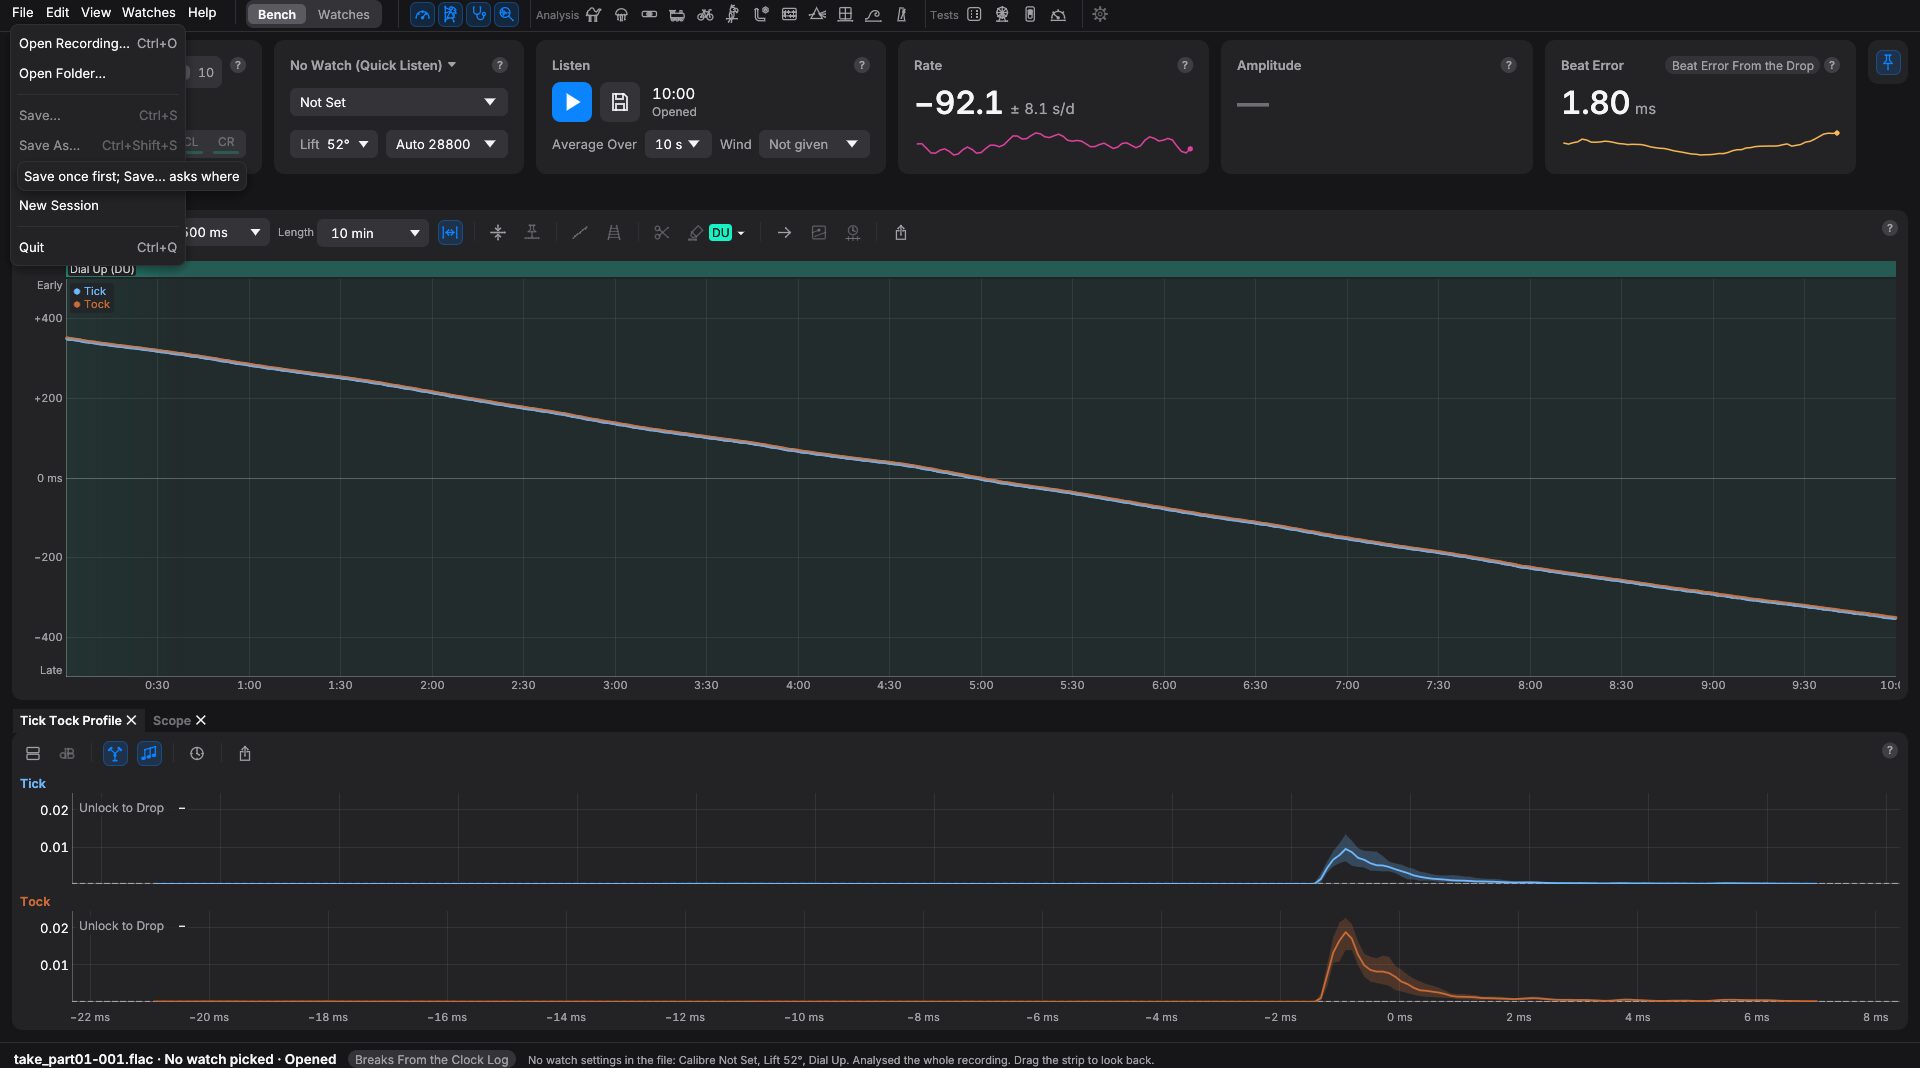 File Edit View Watches Help Bench Watches Analysis Tests
Open Recording... Ctrl+O
Open Folder...
Save... Ctrl+S
Save As... Ctrl+Shift+S
Save once first; Save... asks where
New Session
Quit Ctrl+Q
10 ?
CL CR
No Watch (Quick Listen) ?
Not Set
Lift 52° Auto 28800
Listen ?
10:00
Opened
Average Over 10 s Wind Not given
Rate ?
−92.1 ± 8.1 s/d
Amplitude ?
—
Beat Error Beat Error From the Drop ?
1.80 ms
500 ms Length 10 min DU ?
Dial Up (DU)
Early
Tick
Tock
+400
+200
0 ms
−200
−400
Late
0:30 1:00 1:30 2:00 2:30 3:00 3:30 4:00 4:30 5:00 5:30 6:00 6:30 7:00 7:30 8:00 8:30 9:00 9:30
Tick Tock Profile Scope
dB ?
Tick
0.02 Unlock to Drop –
0.01
Tock
0.02 Unlock to Drop –
0.01
−22 ms −20 ms −18 ms −16 ms −14 ms −12 ms −10 ms −8 ms −6 ms −4 ms −2 ms 0 ms 2 ms 4 ms 6 ms 8 ms
take_part01-001.flac · No watch picked · Opened Breaks From the Clock Log No watch settings in the file: Calibre Not Set, Lift 52°, Dial Up. Analysed the whole recording. Drag the strip to look back.